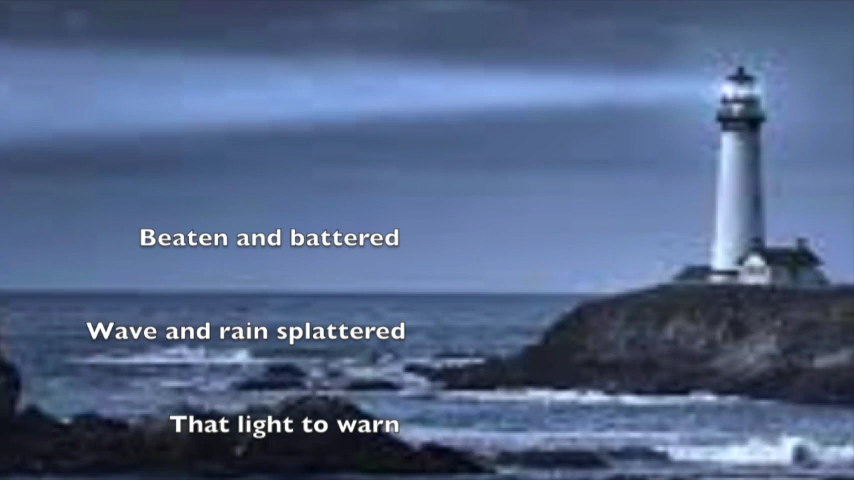 Beaten and battered
Wave and rain splattered
That light to warn